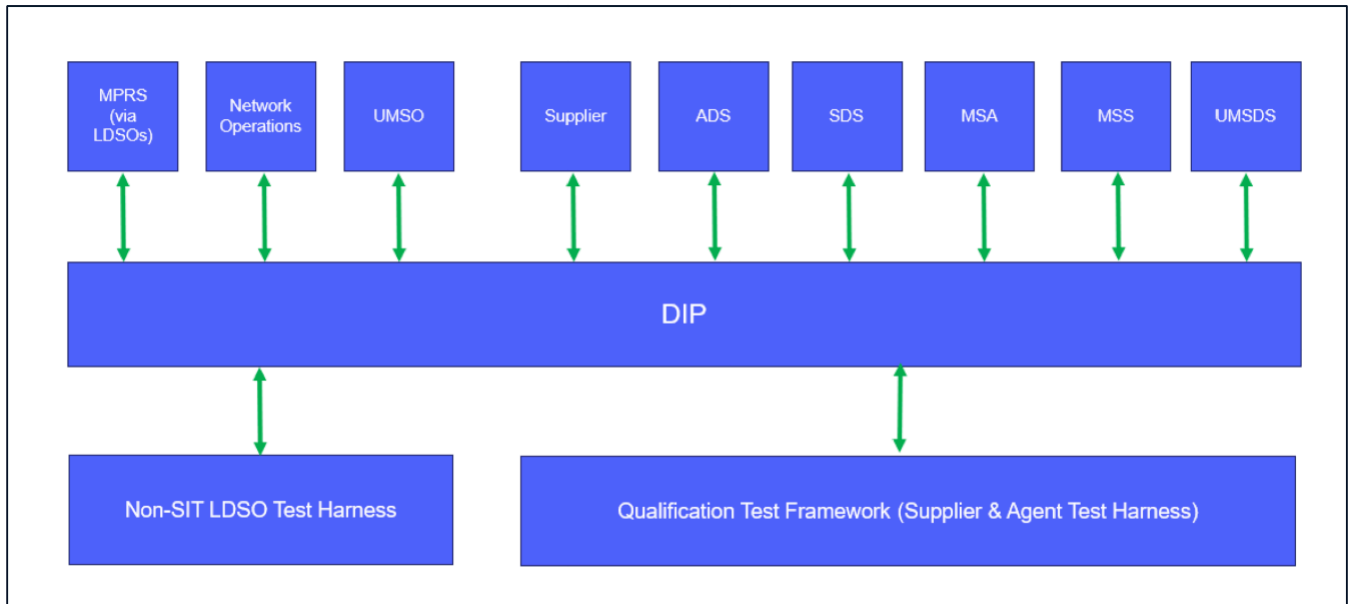 MPRS
(via
LDSOs)
Network
Operations
UMSO
Supplier
ADS
SDS
MSA
MSS
UMSDS
DIP
Non-SIT LDSO Test Harness
Qualification Test Framework (Supplier & Agent Test Harness)